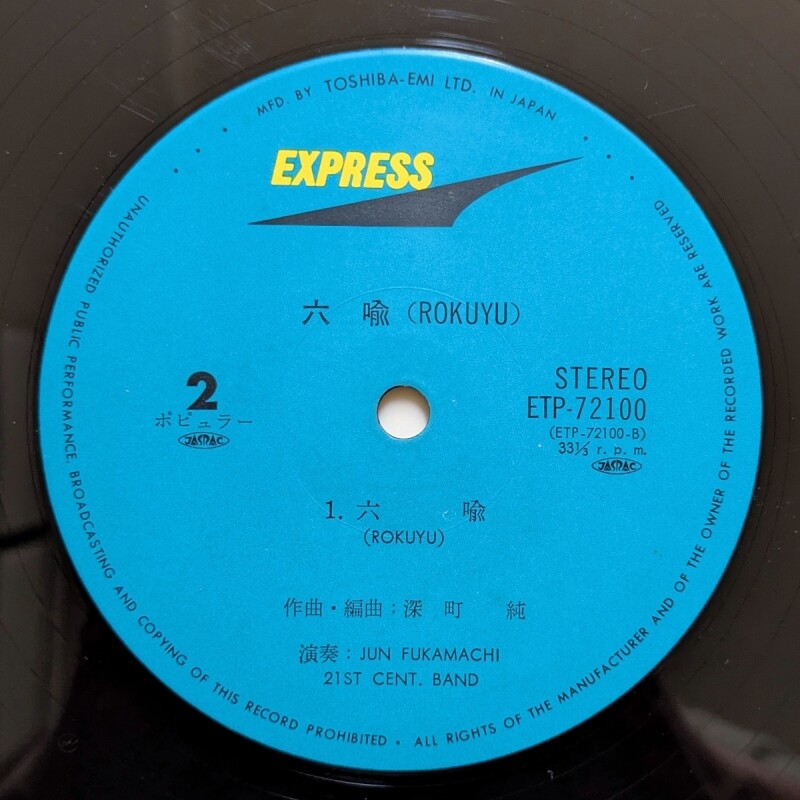 MFD. BY TOSHIBA-EMI LTD. IN JAPAN
EXPRESS
六 喩 (ROKUYU)
2
ポピュラー
JASRAC
STEREO
ETP-72100
(ETP-72100-B)
33⅓ r. p. m.
JASRAC
1. 六 喩
(ROKUYU)
作曲・編曲 ; 深 町 純
演奏 : JUN FUKAMACHI
21ST CENT. BAND
UNAUTHORIZED PUBLIC PERFORMANCE, BROADCASTING AND COPYING OF THIS RECORD PROHIBITED • ALL RIGHTS OF THE MANUFACTURER AND OF THE OWNER OF THE RECORDED WORK ARE RESERVED